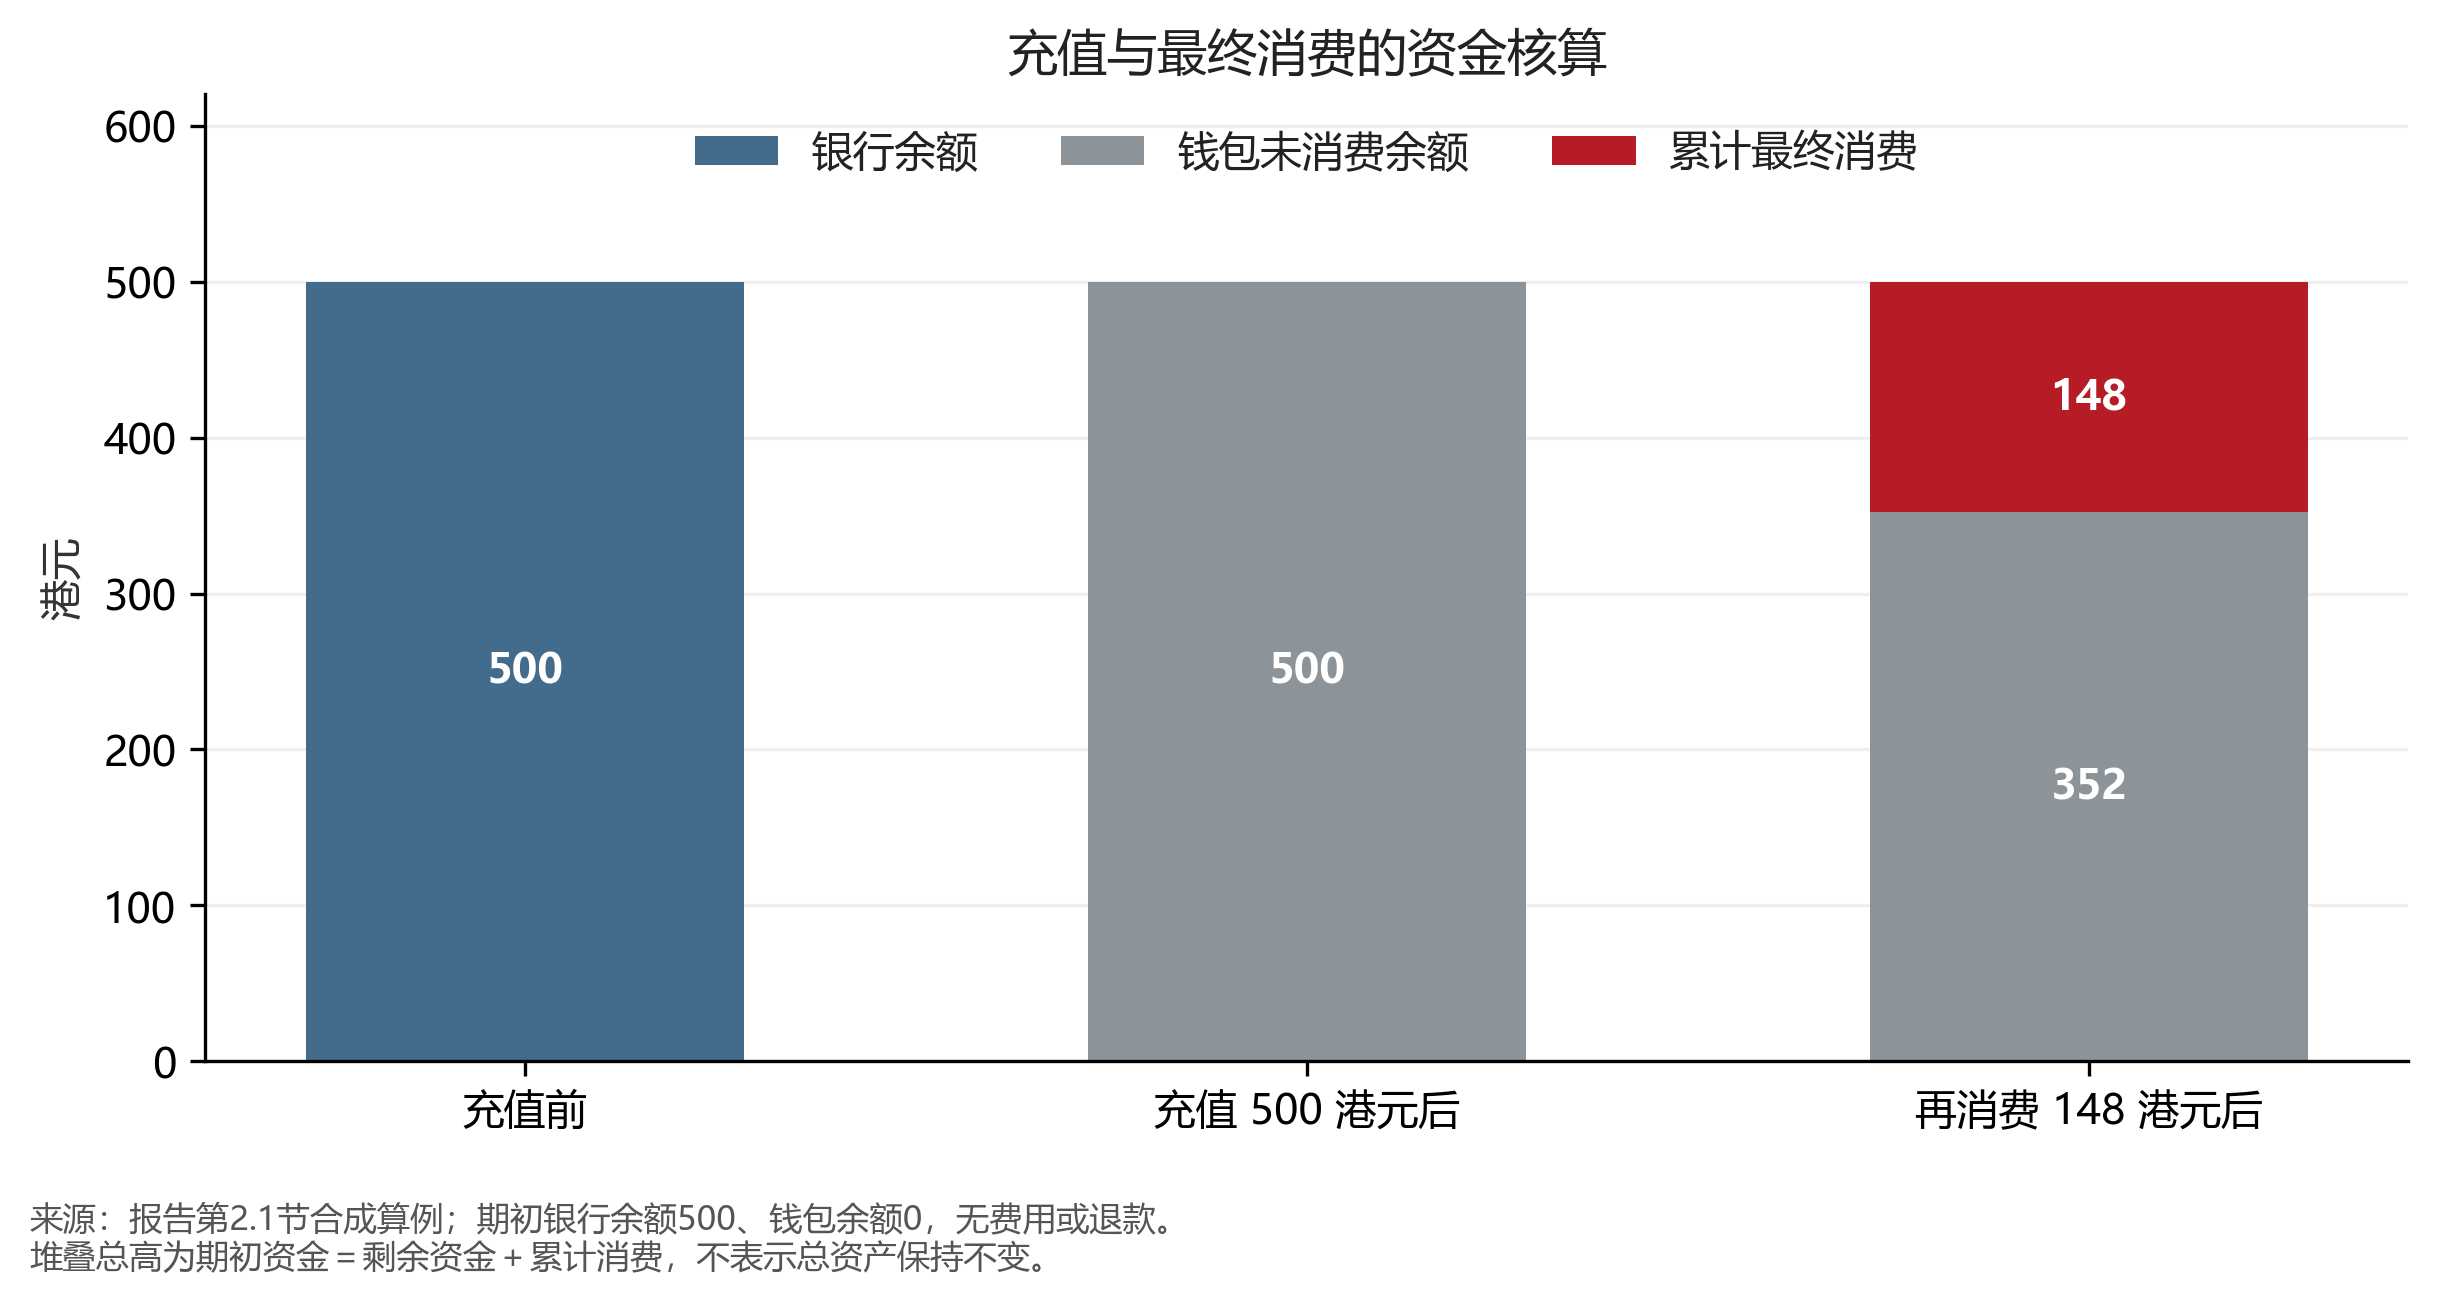 充值与最终消费的资金核算
银行余额 钱包未消费余额 累计最终消费
港元
600
500
400
300
200
100
0
500
500
148
352
充值前 充值 500 港元后 再消费 148 港元后
来源：报告第2.1节合成算例；期初银行余额500、钱包余额0，无费用或退款。
堆叠总高为期初资金＝剩余资金＋累计消费，不表示总资产保持不变。